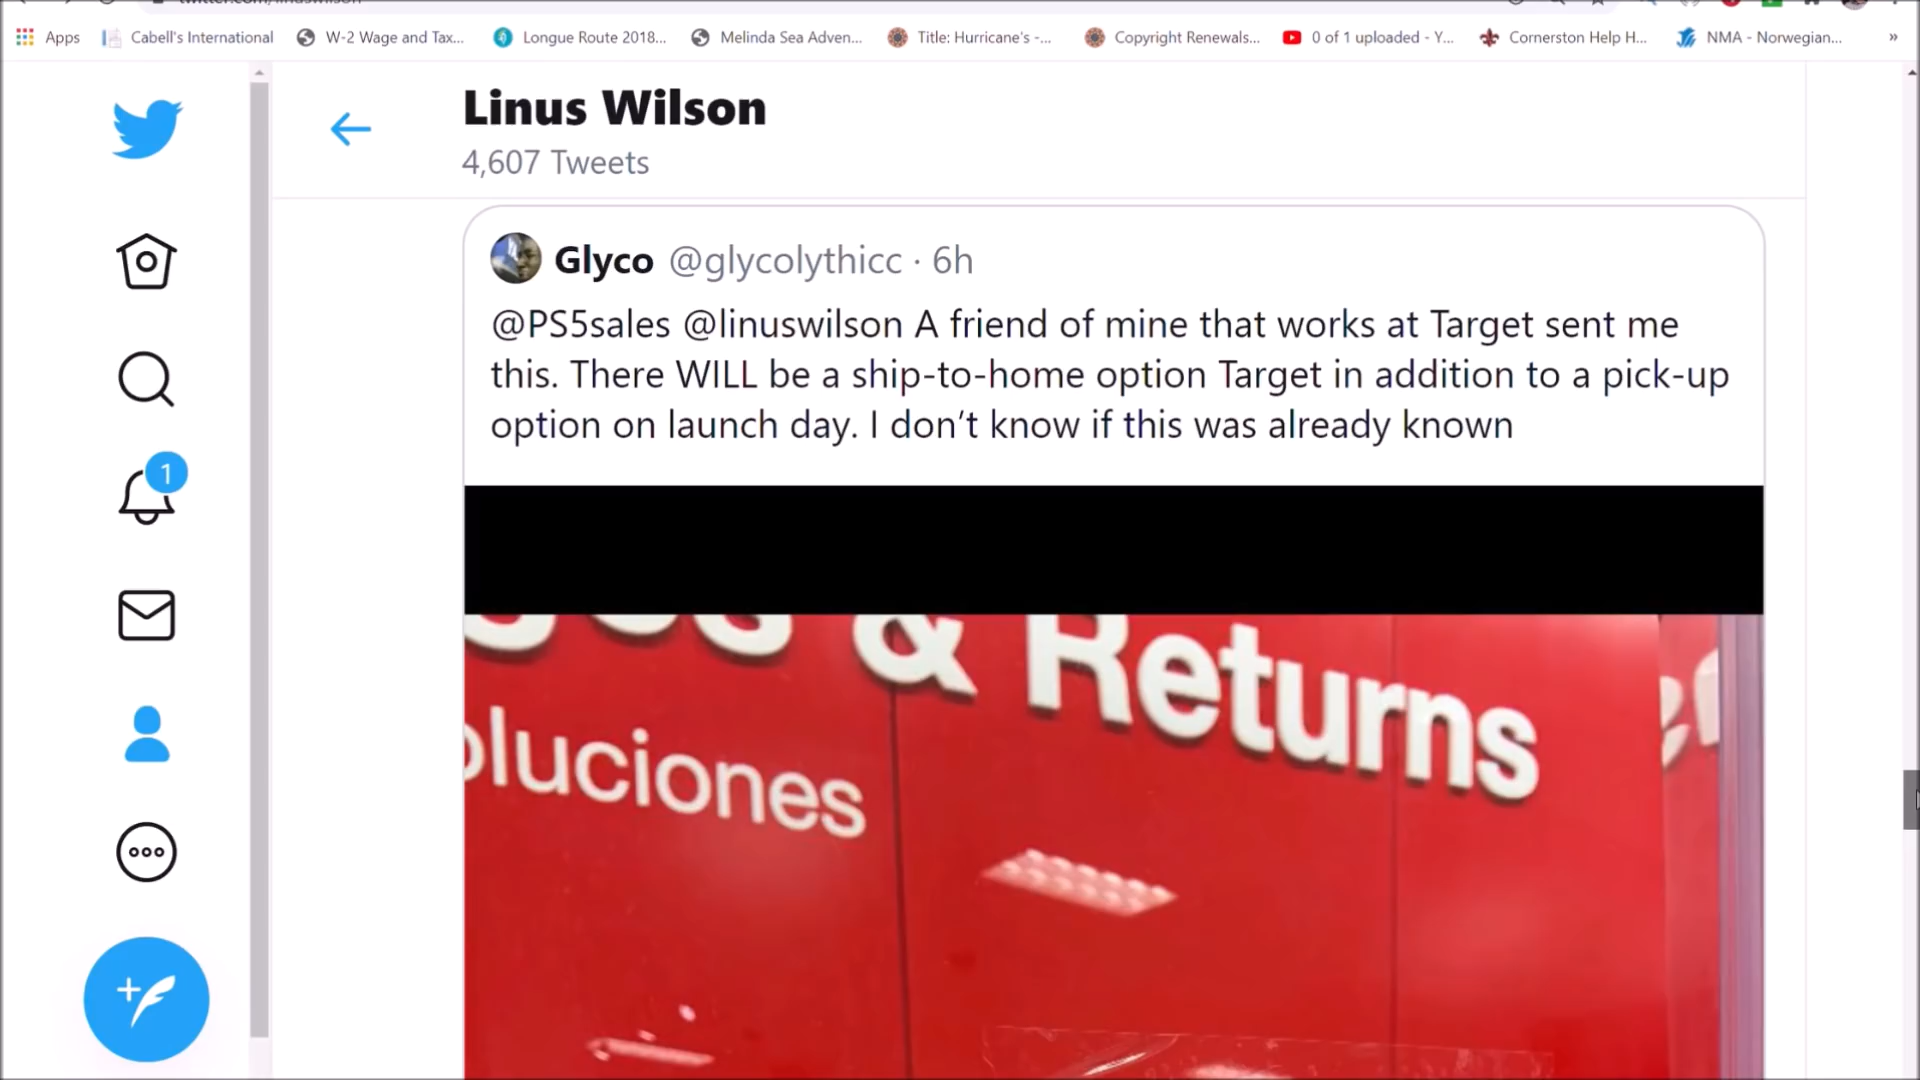 Apps
Cabell's International
W-2 Wage and Tax...
Longue Route 2018...
Melinda Sea Adven...
Title: Hurricane's -...
Copyright Renewals...
0 of 1 uploaded - Y...
Cornerston Help H...
NMA - Norwegian...
»
Linus Wilson
4,607 Tweets
Glyco @glycolythicc · 6h
@PS5sales @linuswilson A friend of mine that works at Target sent me
this. There WILL be a ship-to-home option Target in addition to a pick-up
option on launch day. I don’t know if this was already known
1
& Returns
oluciones